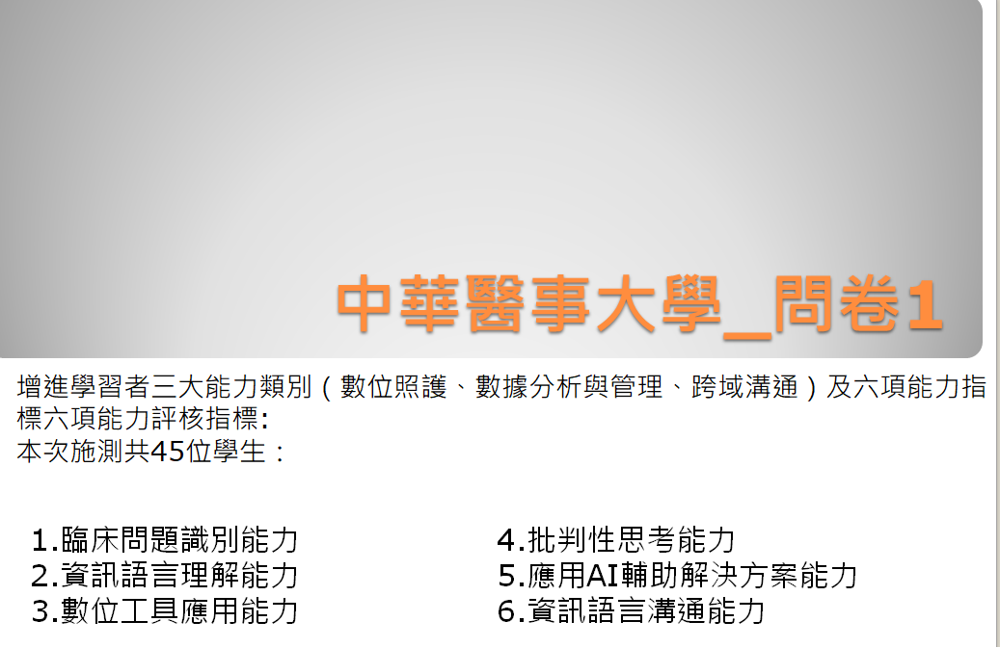 中華醫事大學_問卷1
增進學習者三大能力類別（數位照護、數據分析與管理、跨域溝通）及六項能力指
標六項能力評核指標:
本次施測共45位學生：
1.臨床問題識別能力
2.資訊語言理解能力
3.數位工具應用能力
4.批判性思考能力
5.應用AI輔助解決方案能力
6.資訊語言溝通能力